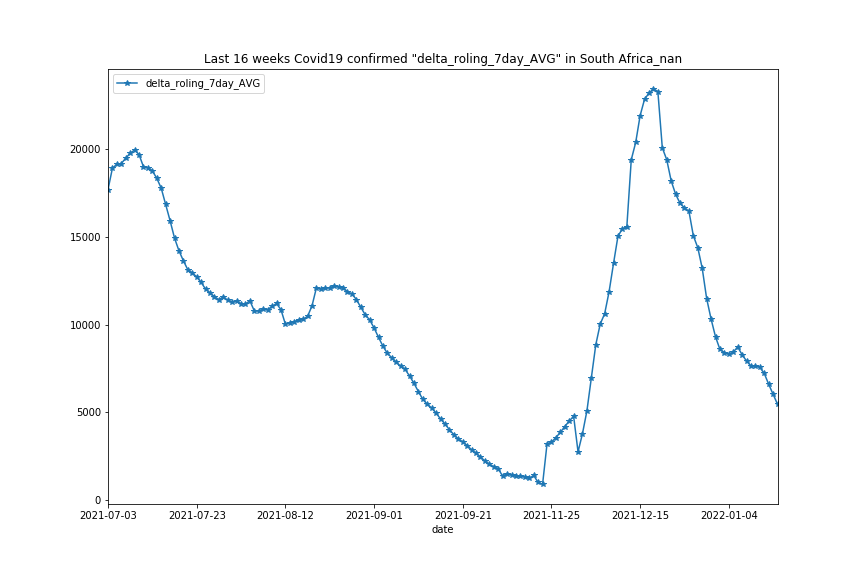 Last 16 weeks Covid19 confirmed "delta_roling_7day_AVG" in South Africa_nan
delta_roling_7day_AVG
20000
15000
10000
5000
0
2021-07-03 2021-07-23 2021-08-12 2021-09-01 2021-09-21 2021-11-25 2021-12-15 2022-01-04
date